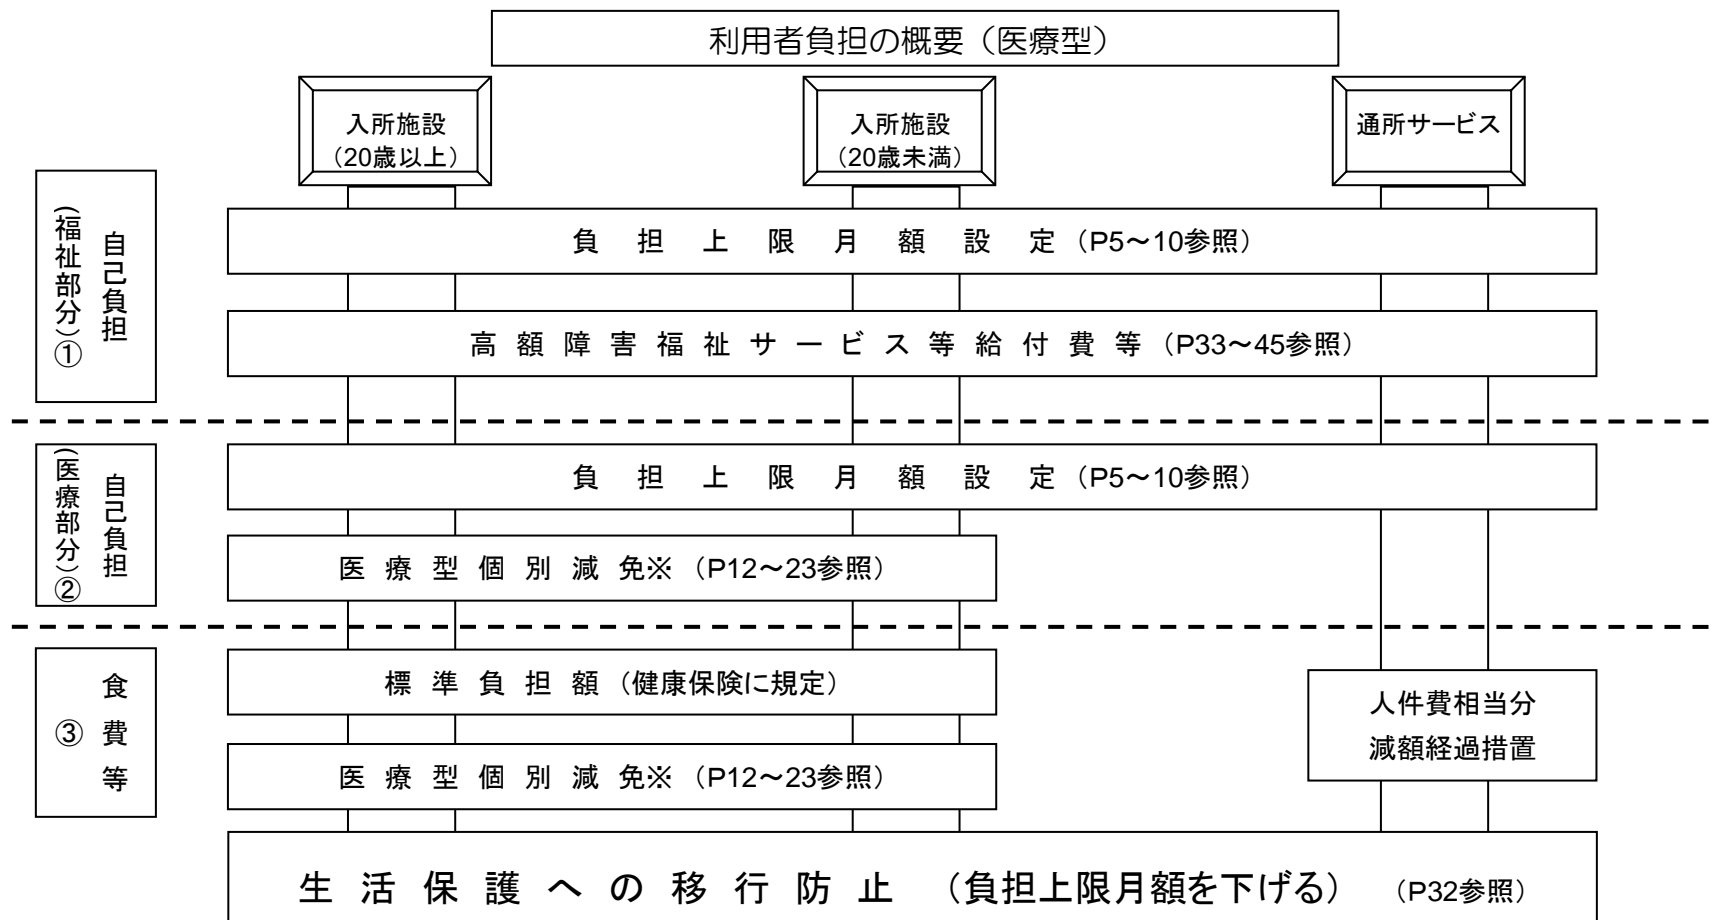 利用者負担の概要（医療型）
入所施設
（20歳以上）
入所施設
（20歳未満）
通所サービス
自己負担
（福祉部分）①
負担上限月額設定（P5～10参照）
高額障害福祉サービス等給付費等（P33～45参照）
自己負担
（医療部分）②
負担上限月額設定（P5～10参照）
医療型個別減免※（P12～23参照）
食費等
③
標準負担額（健康保険に規定）
人件費相当分
減額経過措置
医療型個別減免※（P12～23参照）
生活保護への移行防止（負担上限月額を下げる）（P32参照）